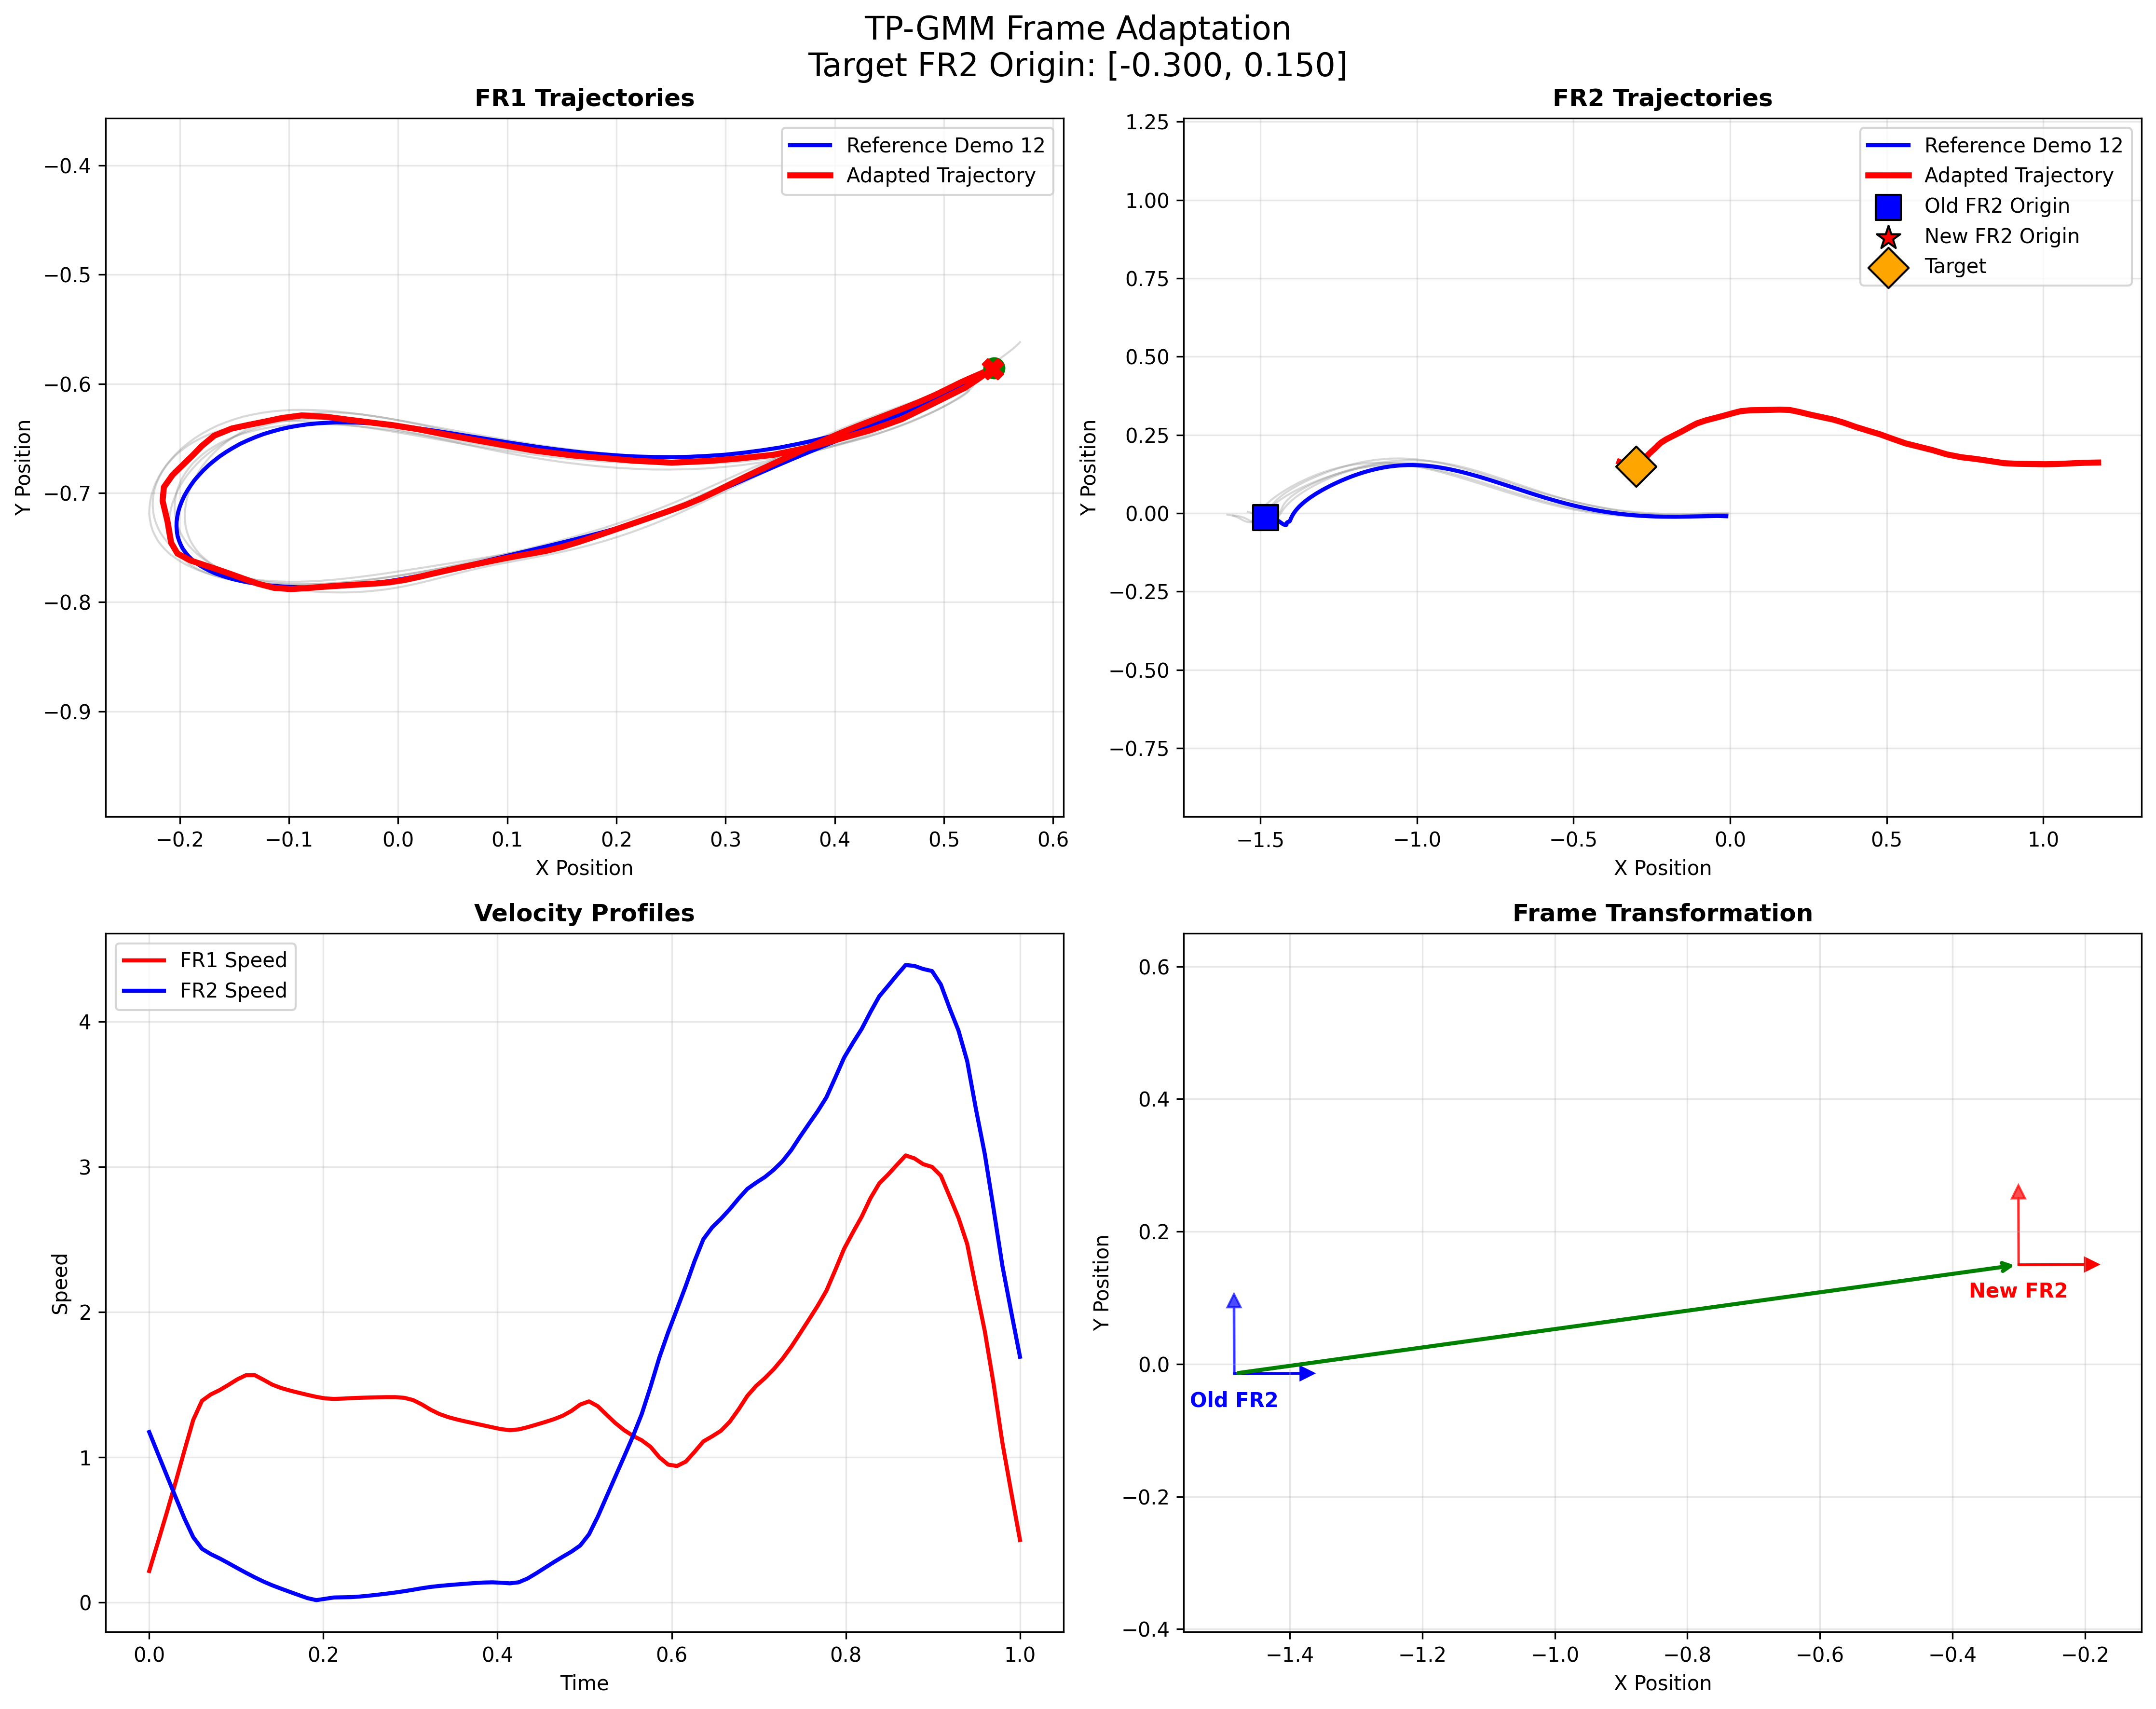 TP-GMM Frame Adaptation
Target FR2 Origin: [-0.300, 0.150]
FR1 Trajectories
Reference Demo 12
Adapted Trajectory
−0.4
−0.5
−0.6
−0.7
−0.8
−0.9
Y Position
−0.2 −0.1 0.0 0.1 0.2 0.3 0.4 0.5 0.6
X Position
FR2 Trajectories
Reference Demo 12
Adapted Trajectory
Old FR2 Origin
New FR2 Origin
Target
1.25
1.00
0.75
0.50
0.25
0.00
−0.25
−0.50
−0.75
Y Position
−1.5 −1.0 −0.5 0.0 0.5 1.0
X Position
Velocity Profiles
FR1 Speed
FR2 Speed
4
3
2
1
0
Speed
0.0 0.2 0.4 0.6 0.8 1.0
Time
Frame Transformation
0.6
0.4
0.2
0.0
−0.2
−0.4
Y Position
New FR2
Old FR2
−1.4 −1.2 −1.0 −0.8 −0.6 −0.4 −0.2
X Position